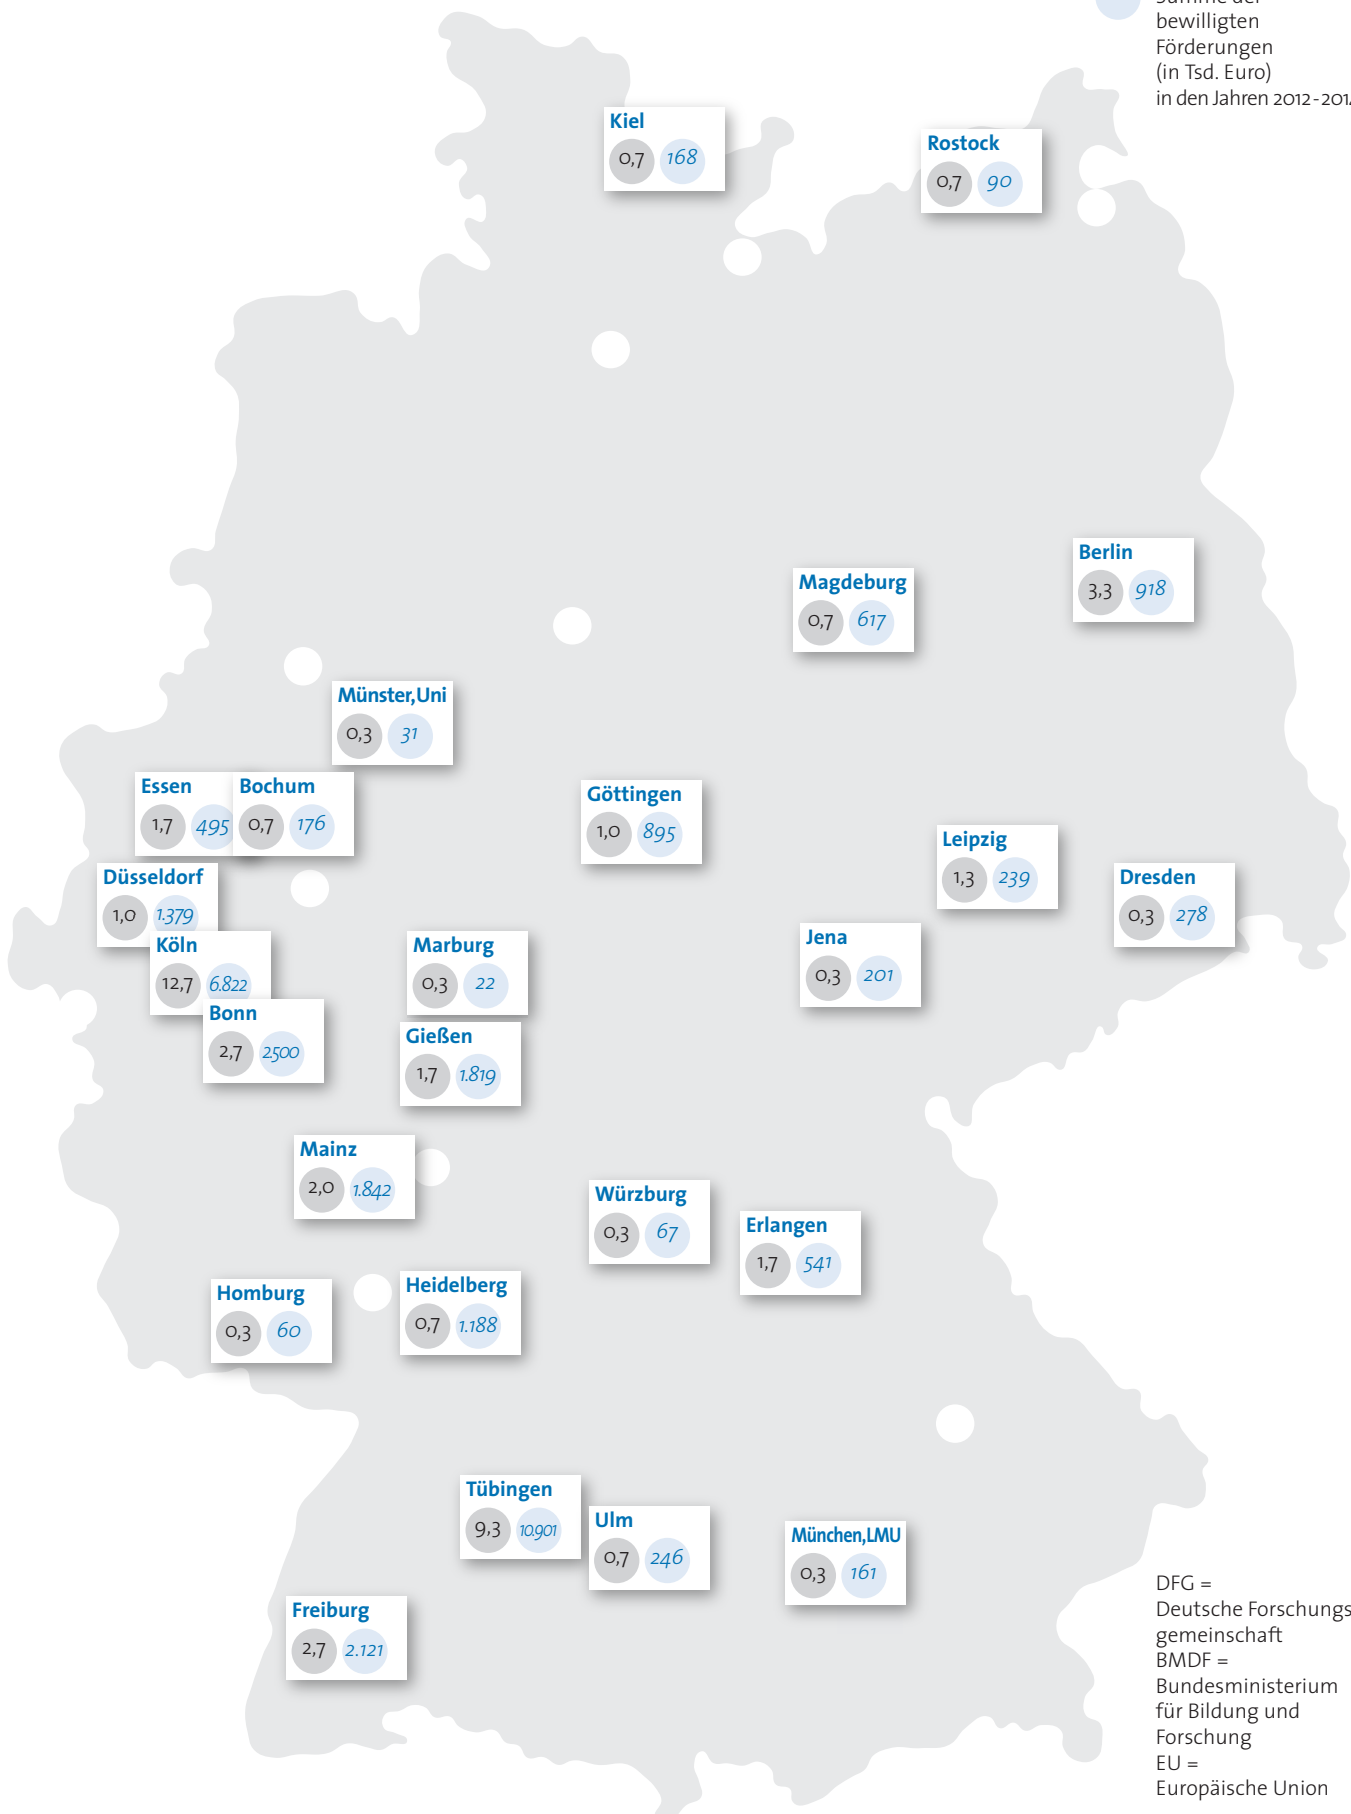 bewilligten
Förderungen
(in Tsd. Euro)
in den Jahren 2012-201
Kiel
0,7 168
Rostock
0,7 90
Berlin
3,3 918
Magdeburg
0,7 617
Münster,Uni
0,3 31
Essen
1,7 495
Bochum
0,7 176
Göttingen
1,0 895
Leipzig
1,3 239
Düsseldorf
1,0 1.379
Dresden
0,3 278
Köln
12,7 6.822
Marburg
0,3 22
Jena
0,3 201
Bonn
2,7 2.500
Gießen
1,7 1.819
Mainz
2,0 1.842
Würzburg
0,3 67
Erlangen
1,7 541
Homburg
0,3 60
Heidelberg
0,7 1.188
Tübingen
9,3 10.901
Ulm
0,7 246
München,LMU
0,3 161
Freiburg
2,7 2.121
DFG =
Deutsche Forschungs
gemeinschaft
BMDF =
Bundesministerium
für Bildung und
Forschung
EU =
Europäische Union